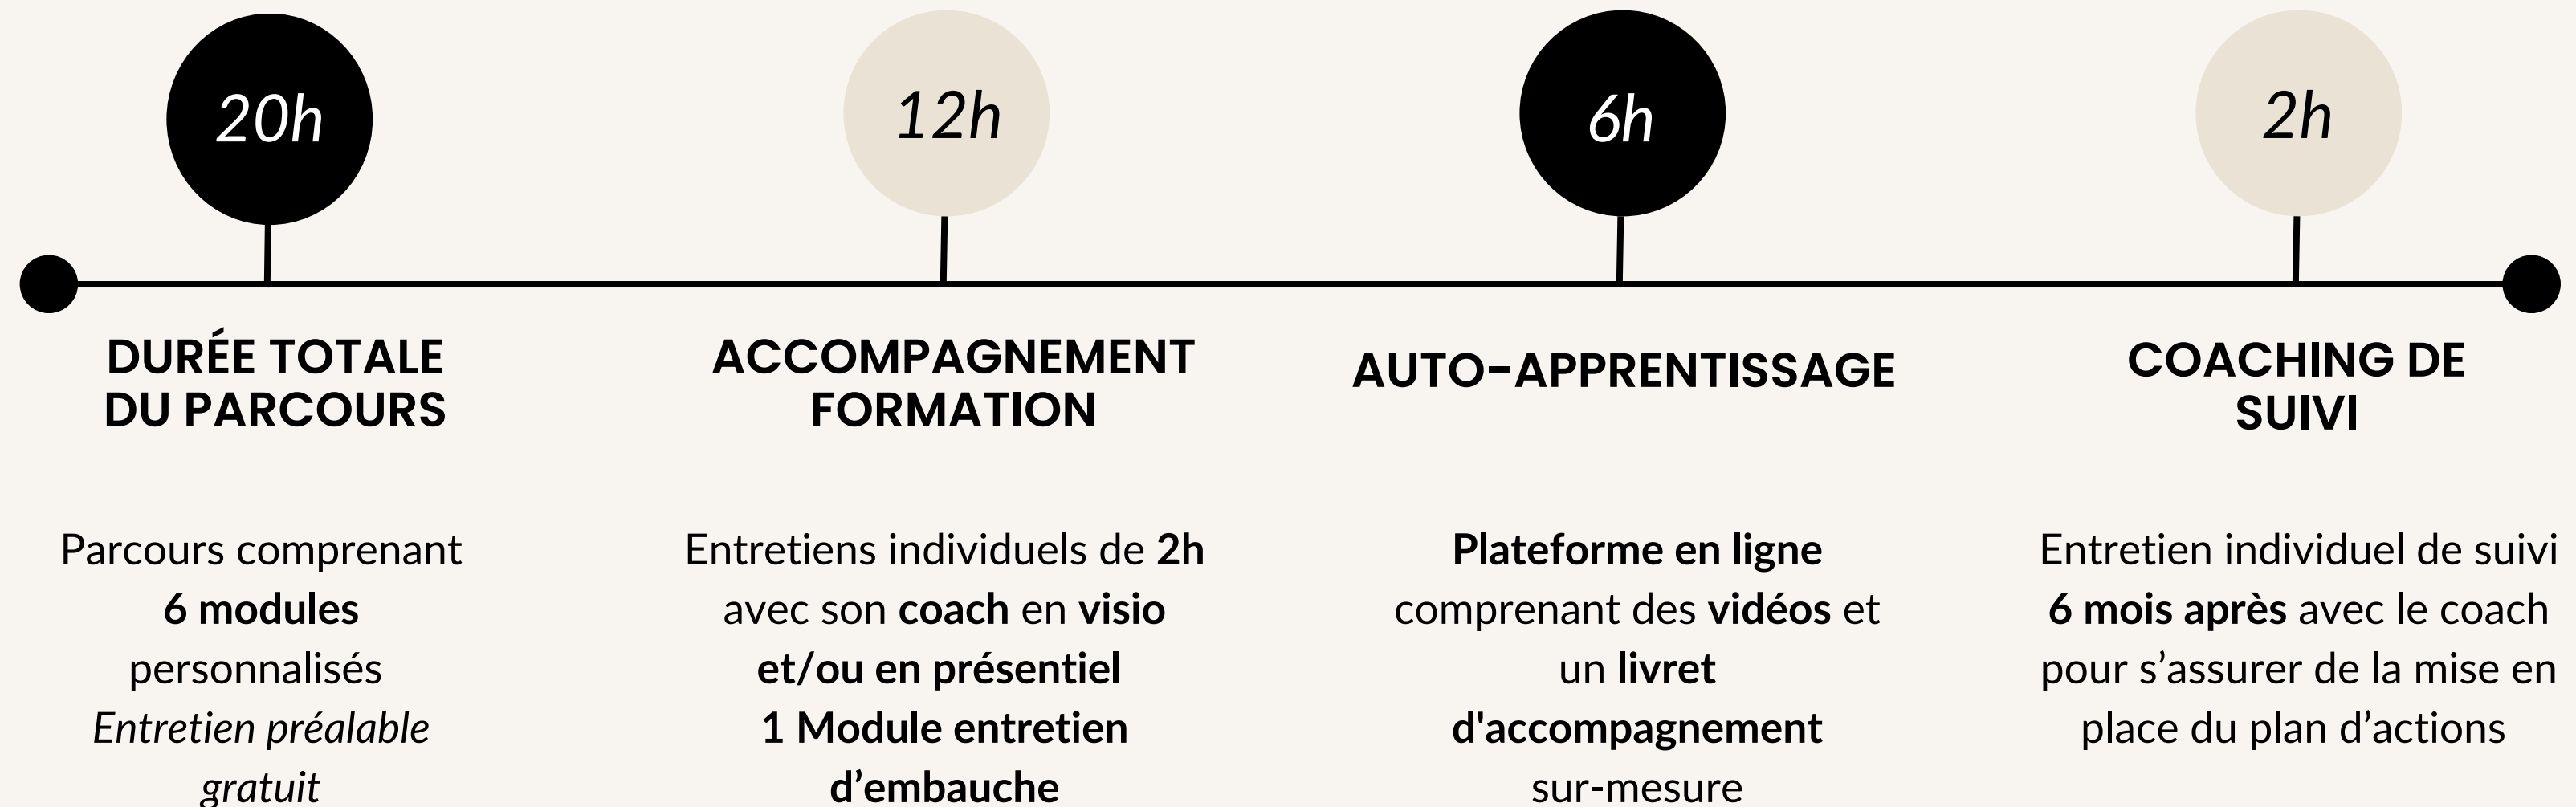 20h
12h
6h
2h
DURÉE TOTALE
DU PARCOURS
ACCOMPAGNEMENT
FORMATION
AUTO-APPRENTISSAGE
COACHING DE
SUIVI
Parcours comprenant
6 modules
personnalisés
Entretien préalable
gratuit
Entretiens individuels de 2h
avec son coach en visio
et/ou en présentiel
1 Module entretien
d’embauche
Plateforme en ligne
comprenant des vidéos et
un livret
d'accompagnement
sur-mesure
Entretien individuel de suivi
6 mois après avec le coach
pour s’assurer de la mise en
place du plan d’actions